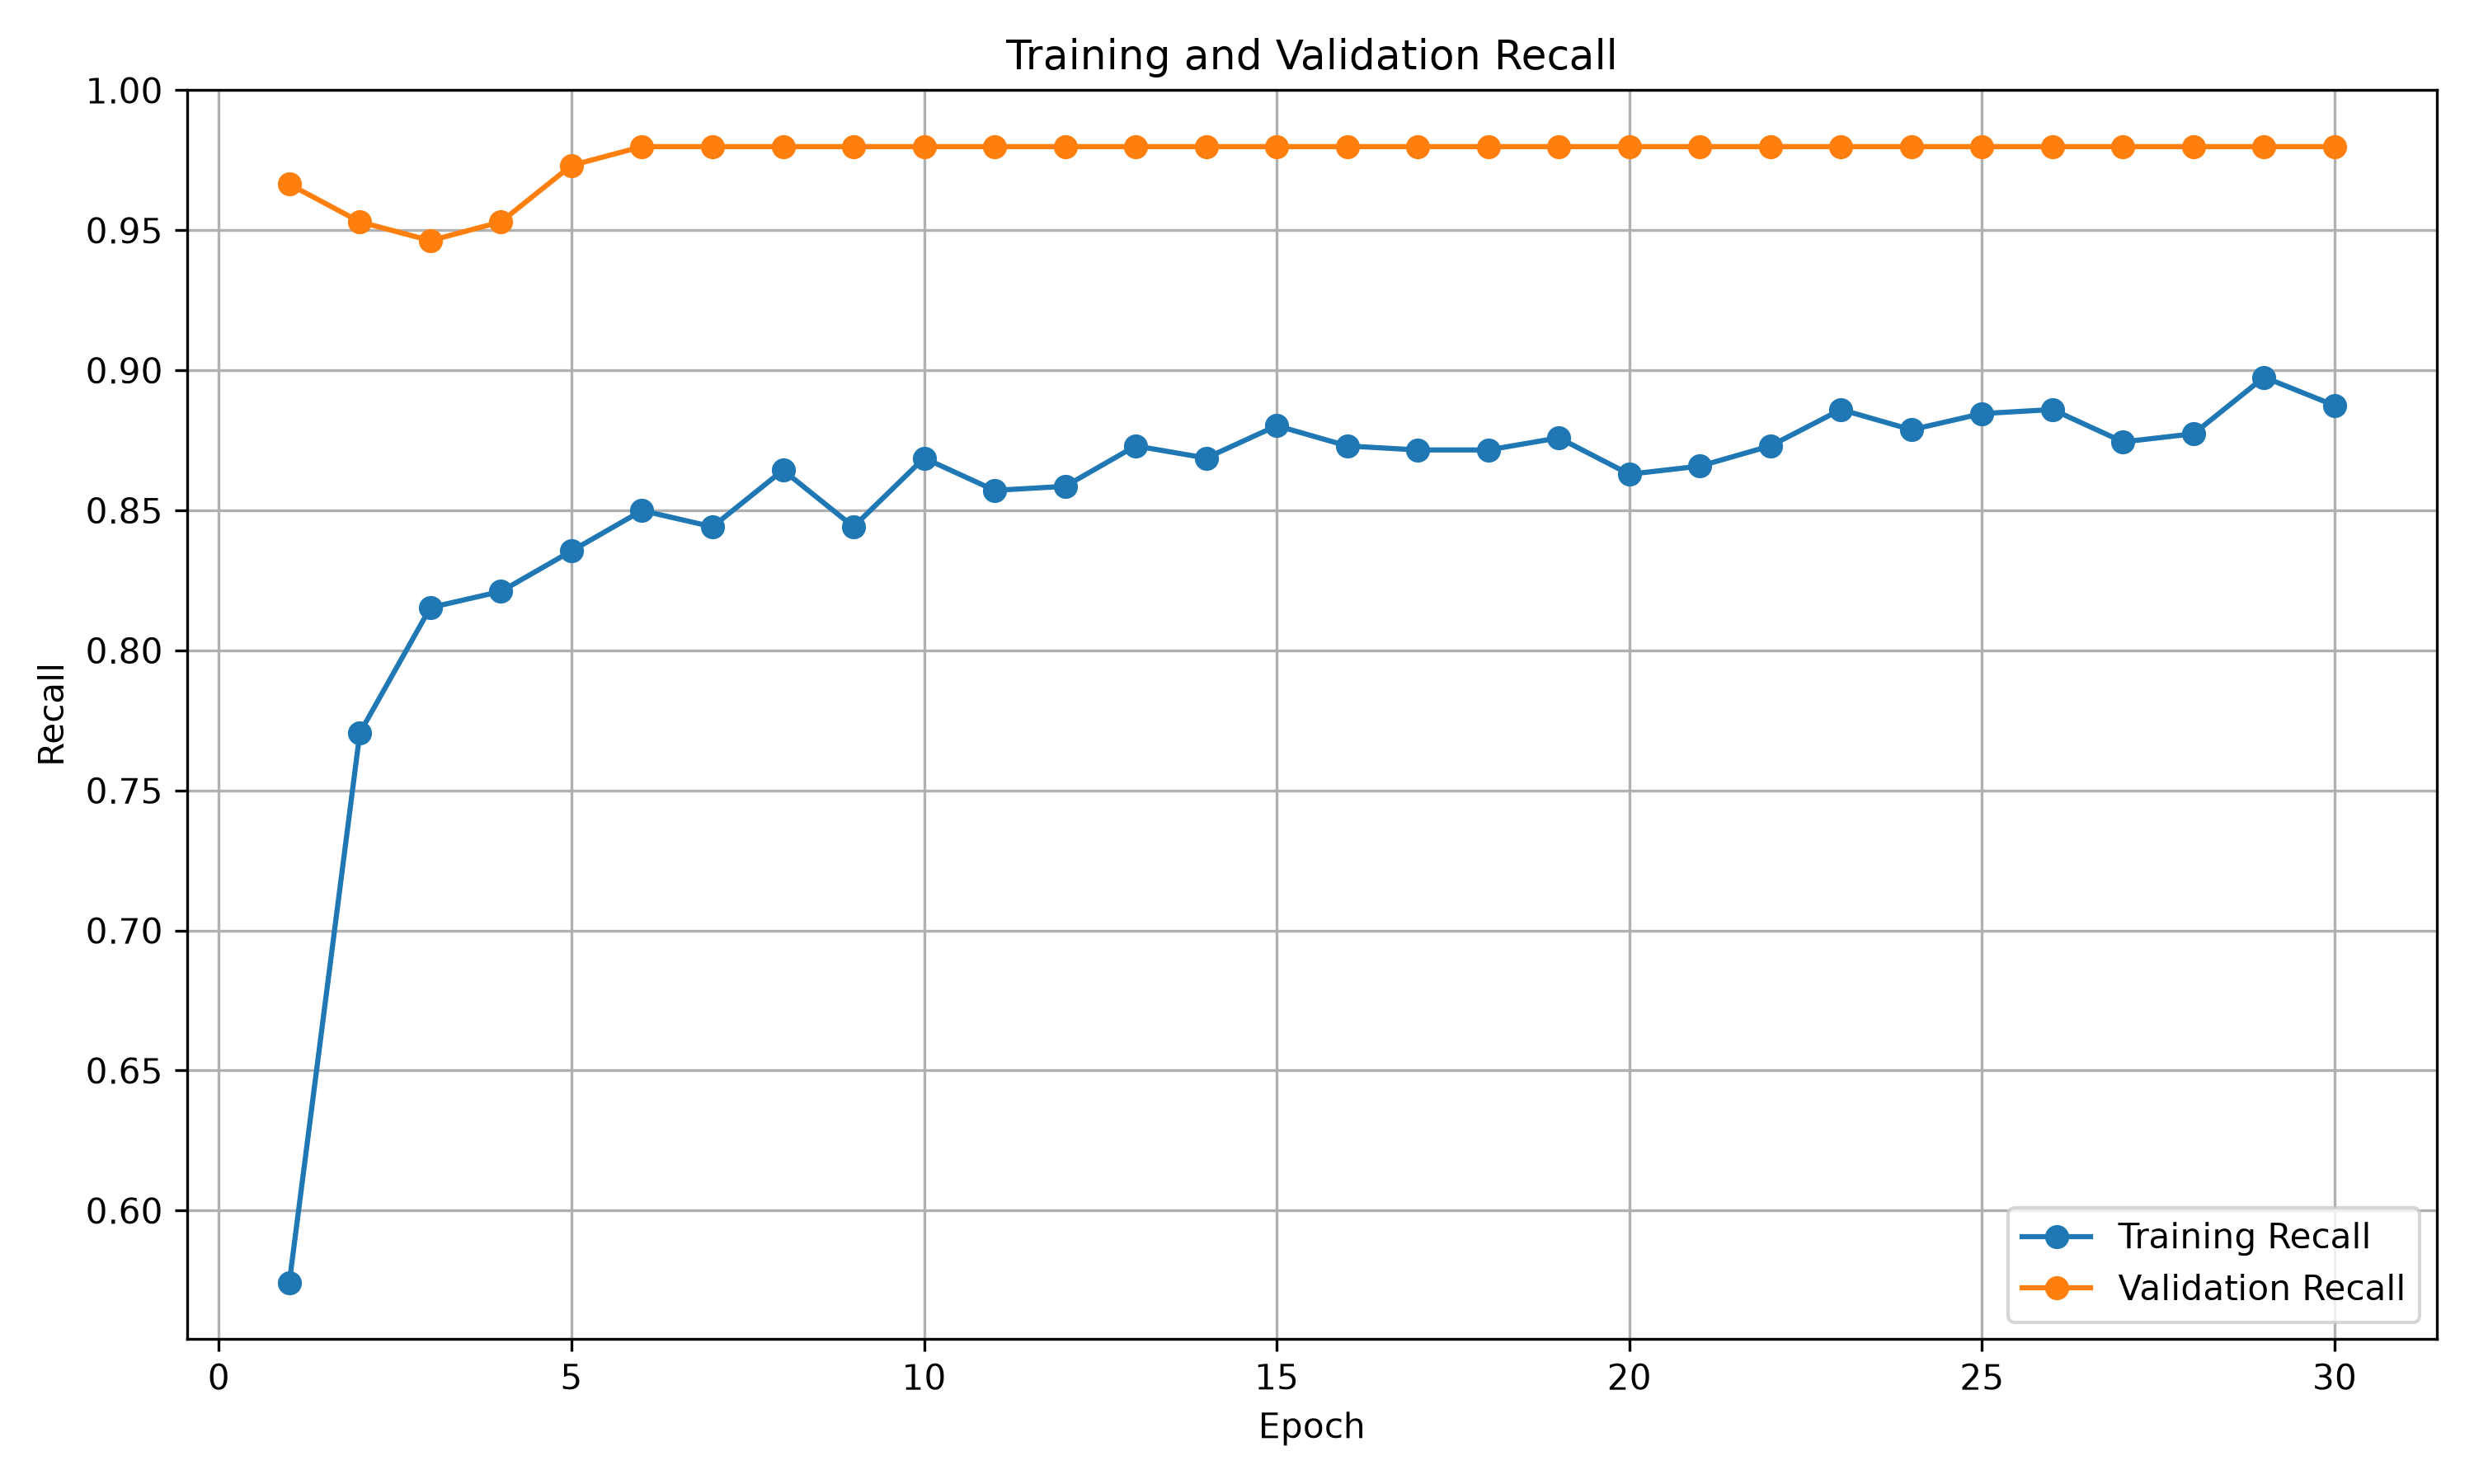 Training and Validation Recall
1.00
0.95
0.90
0.85
0.80
0.75
0.70
0.65
0.60
Recall
0 5 10 15 20 25 30
Epoch
Training Recall
Validation Recall